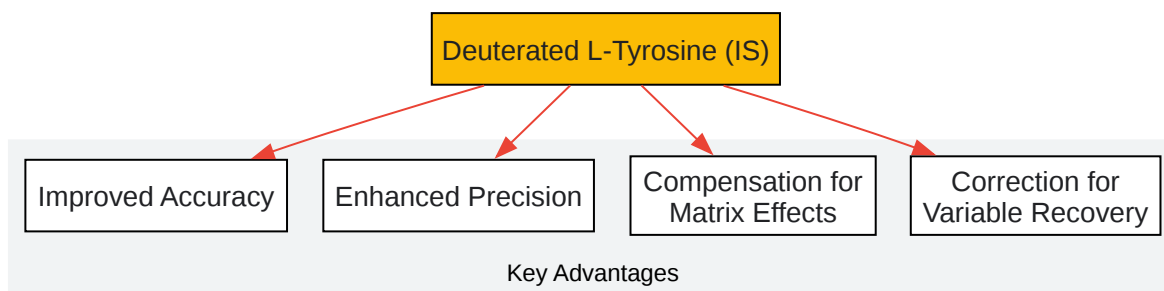 Deuterated L-Tyrosine (IS)
Improved Accuracy
Enhanced Precision
Compensation for
Matrix Effects
Correction for
Variable Recovery
Key Advantages